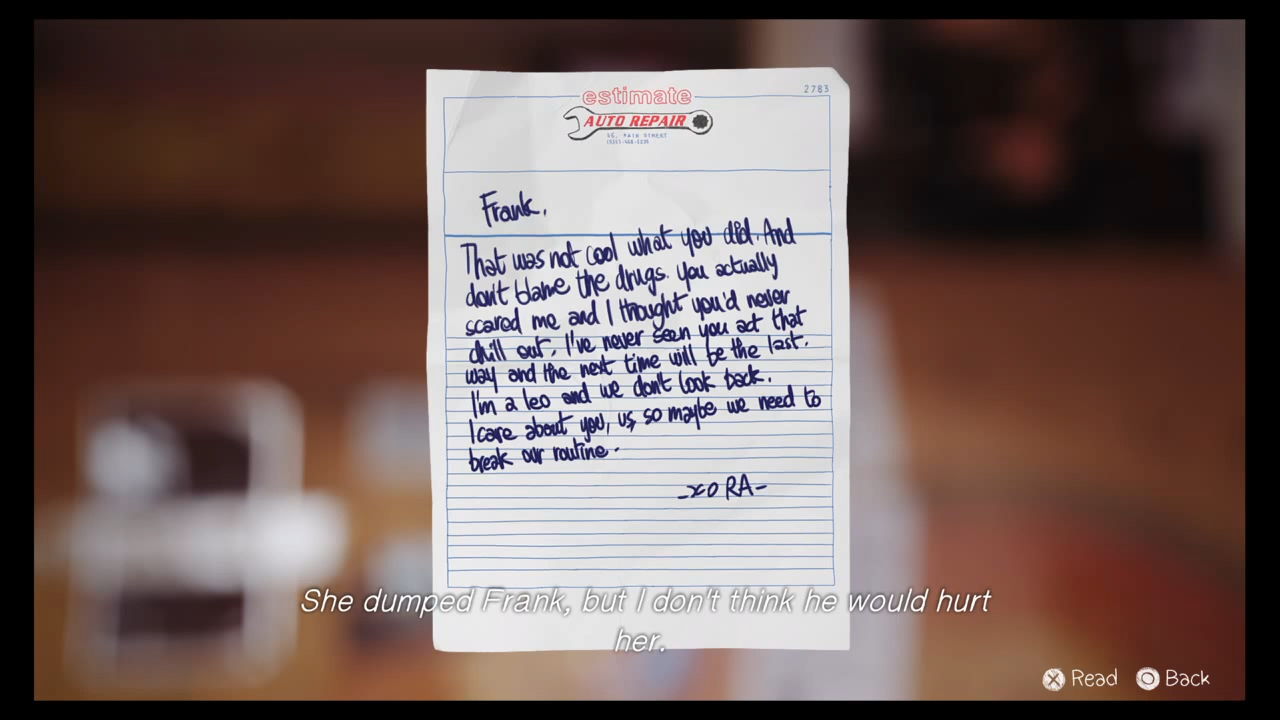 2783
estimate
AUTO REPAIR
Frank,
That was not cool what you did. And
don't blame the drugs. You actually
scared me and I thought you'd never
chill out. I've never seen you act that
way and the next time will be the last.
I'm a leo and we don't look back.
I care about you, us, so maybe we need to
break our routine.
-xo RA-
She dumped Frank, but I don't think he would hurt
her.
Read Back